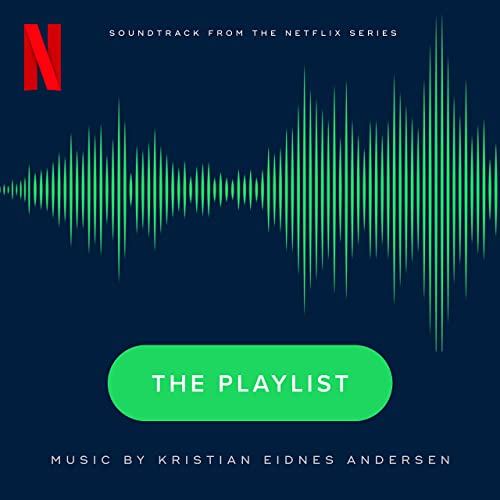 SOUNDTRACK FROM THE NETFLIX SERIES
N
THE PLAYLIST
MUSIC BY KRISTIAN EIDNES ANDERSEN